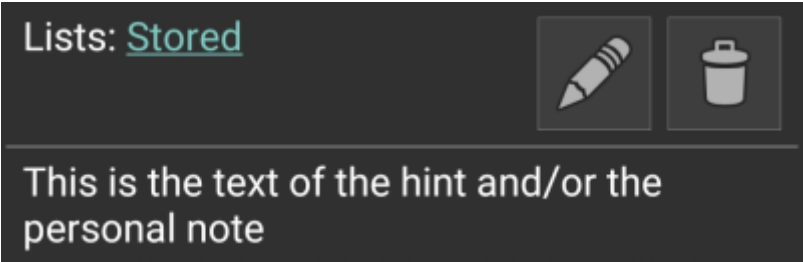 Lists: Stored
This is the text of the hint and/or the
personal note